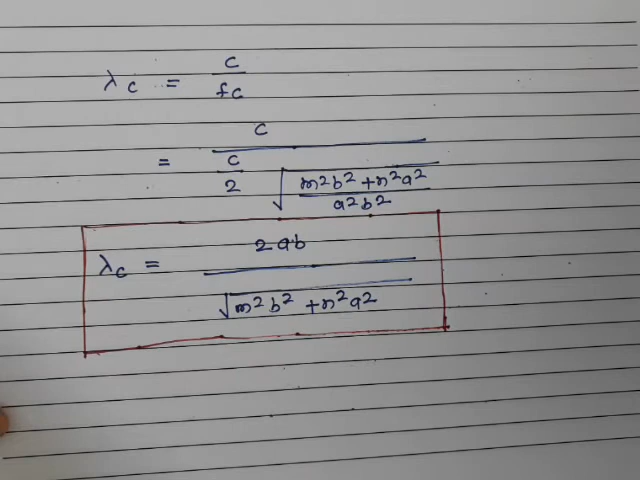 λc = c / fc
= c / (c/2 √((m²b² + n²a²) / a²b²))
λc = 2ab / √(m²b² + n²a²)